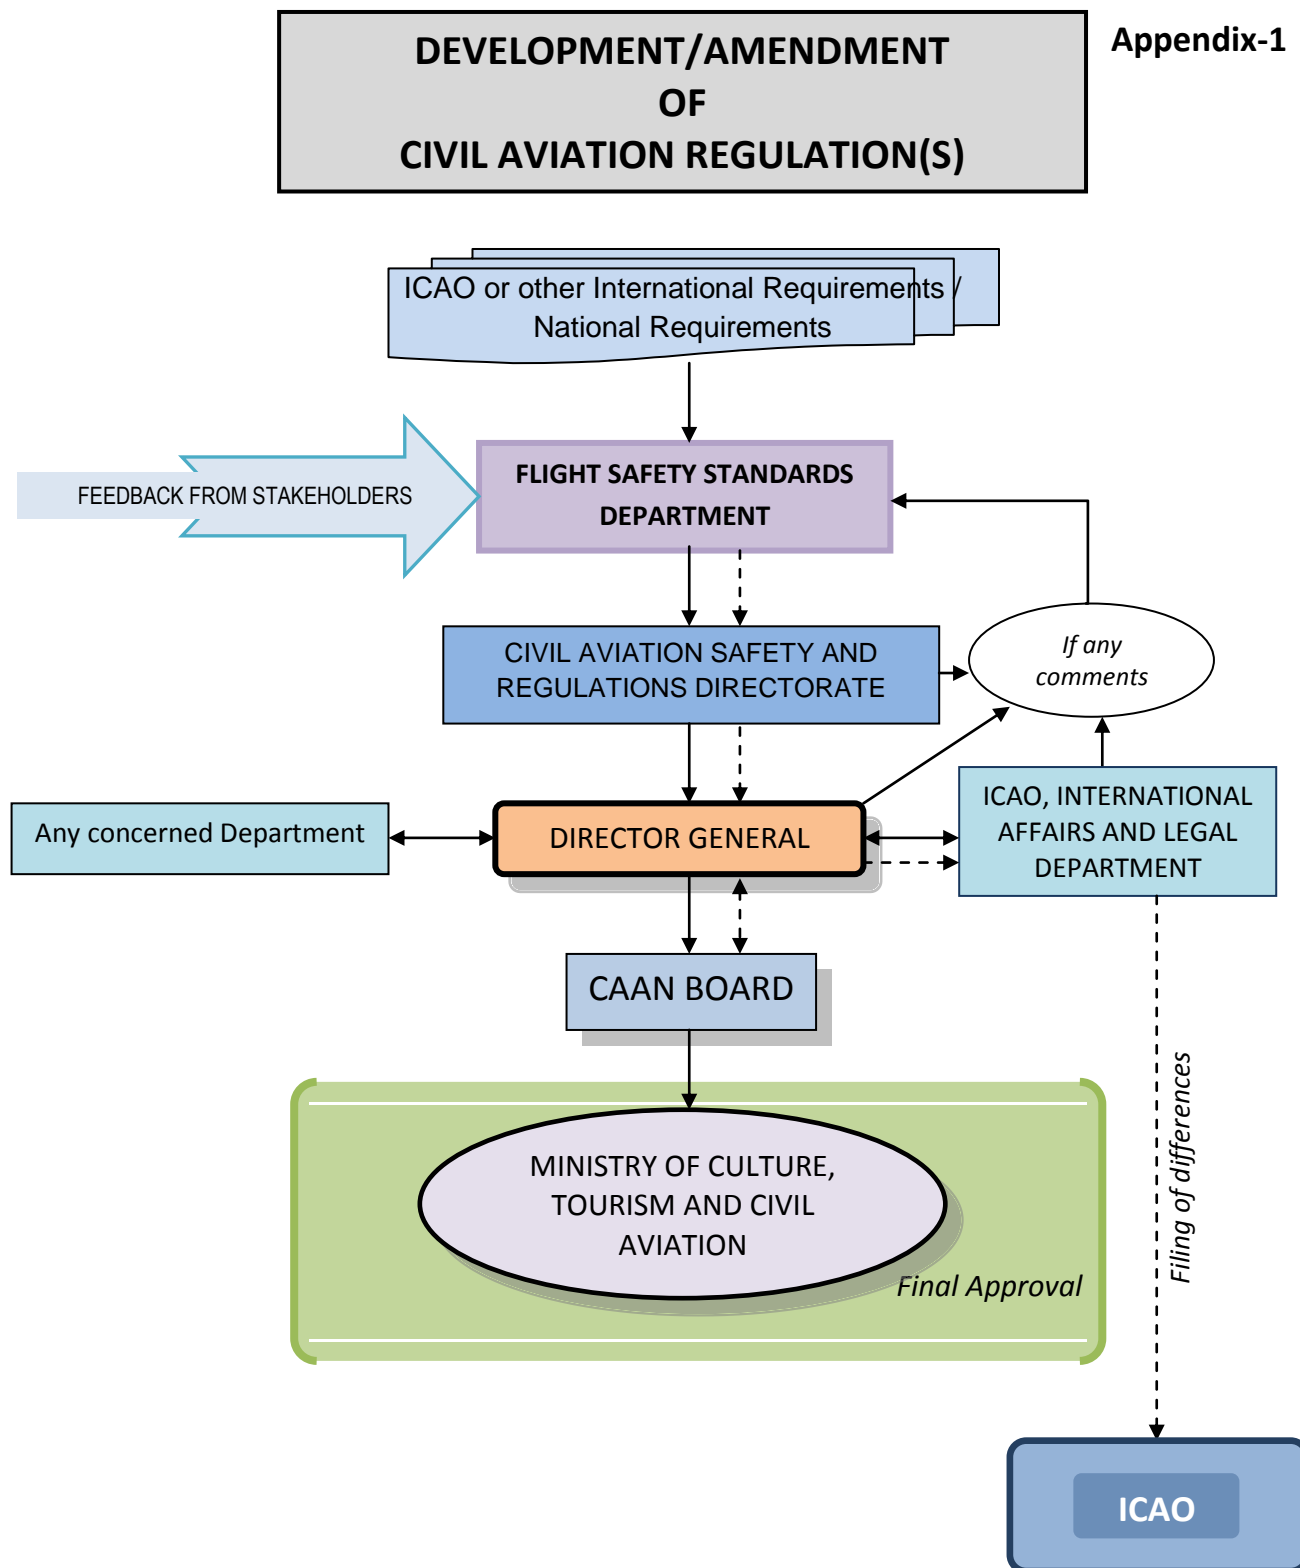 Appendix-1
DEVELOPMENT/AMENDMENT
OF
CIVIL AVIATION REGULATION(S)
ICAO or other International Requirements /
National Requirements
FEEDBACK FROM STAKEHOLDERS
FLIGHT SAFETY STANDARDS
DEPARTMENT
CIVIL AVIATION SAFETY AND
REGULATIONS DIRECTORATE
If any
comments
Any concerned Department
DIRECTOR GENERAL
ICAO, INTERNATIONAL
AFFAIRS AND LEGAL
DEPARTMENT
CAAN BOARD
Filing of differences
MINISTRY OF CULTURE,
TOURISM AND CIVIL
AVIATION
Final Approval
ICAO